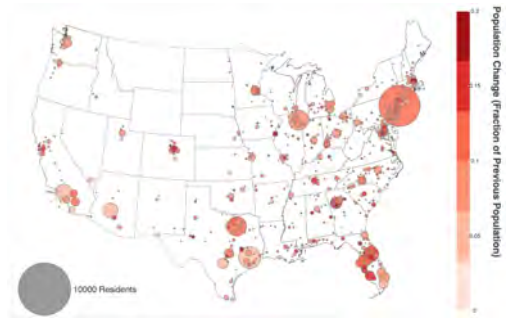 0.2
0.15
0.1
0.05
0
Population Change (Fraction of Previous Population)
10000 Residents